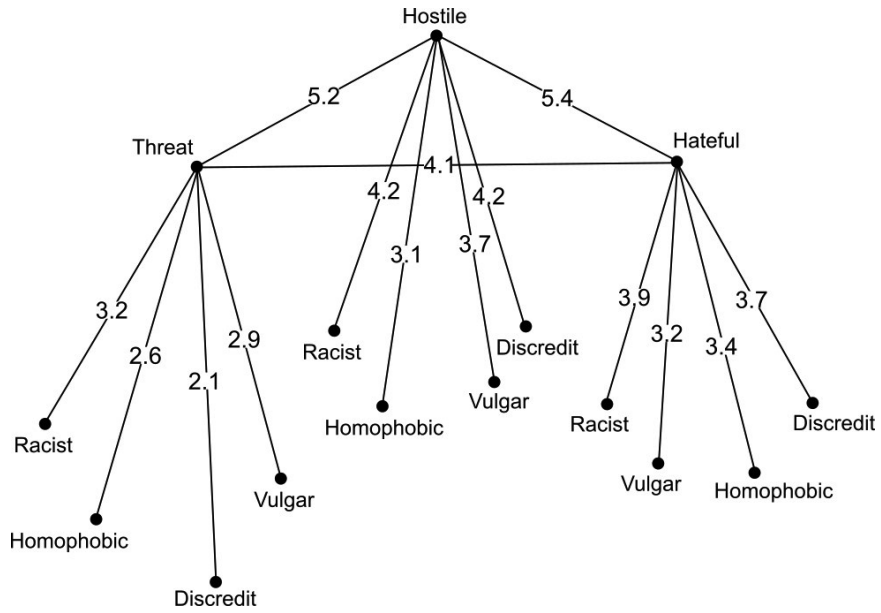 Hostile
5.2
5.4
Threat
Hateful
4.1
4.2
4.2
3.1
3.7
3.9
3.7
3.2
2.9
3.2
3.4
2.6
2.1
Racist
Discredit
Homophobic
Vulgar
Racist
Discredit
Racist
Vulgar
Homophobic
Vulgar
Homophobic
Discredit